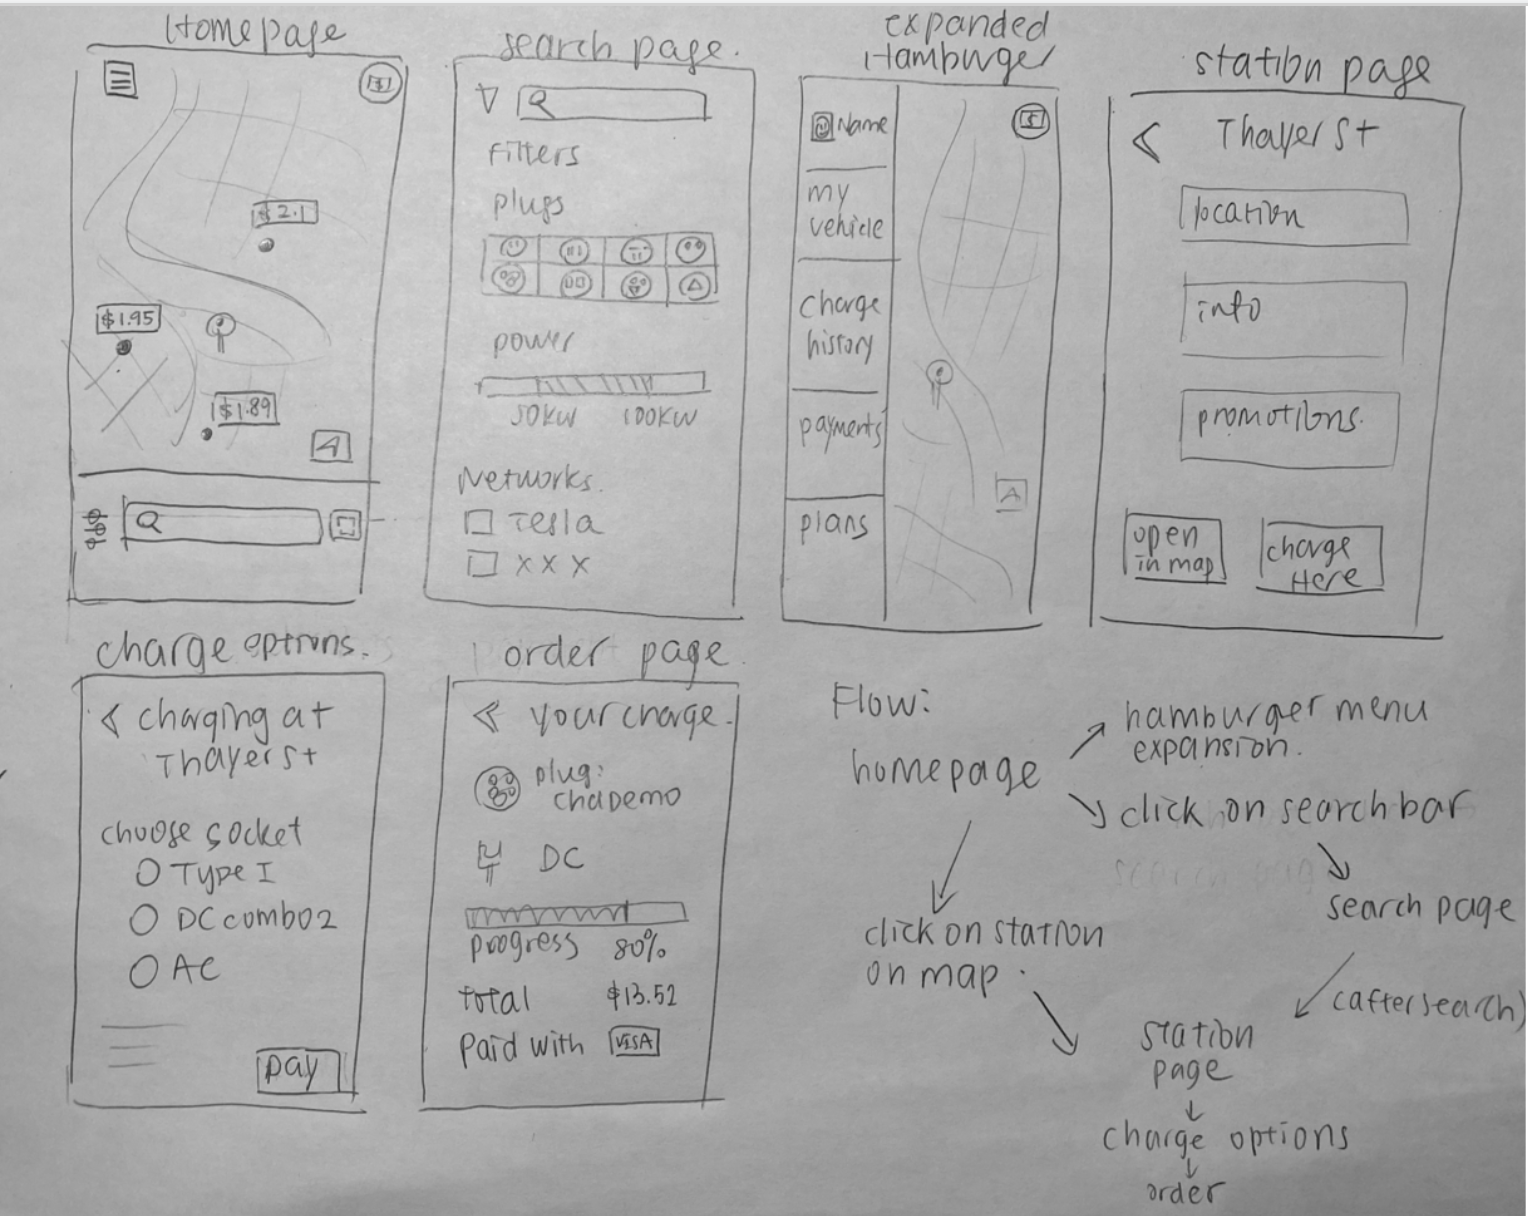 Homepage
$2.1
$1.95
$1.89
search page.
Filters
plugs
power
50KW 100KW
Networks.
Tesla
xxx
expanded
Hamburger
Name
my
vehicle
charge
history
payments
plans
station page
< Thayer St
location
info
promotions.
open
in map
charge
Here
charge options.
< charging at
Thayer St
choose socket
Type I
DC combo2
AC
pay
order page.
< your charge.
plug:
chademo
DC
progress 80%
total $13.52
Paid with VISA
Flow:
homepage
hamburger menu
expansion.
click on search bar
search page
(after search)
click on station
on map.
station
page
charge options
order